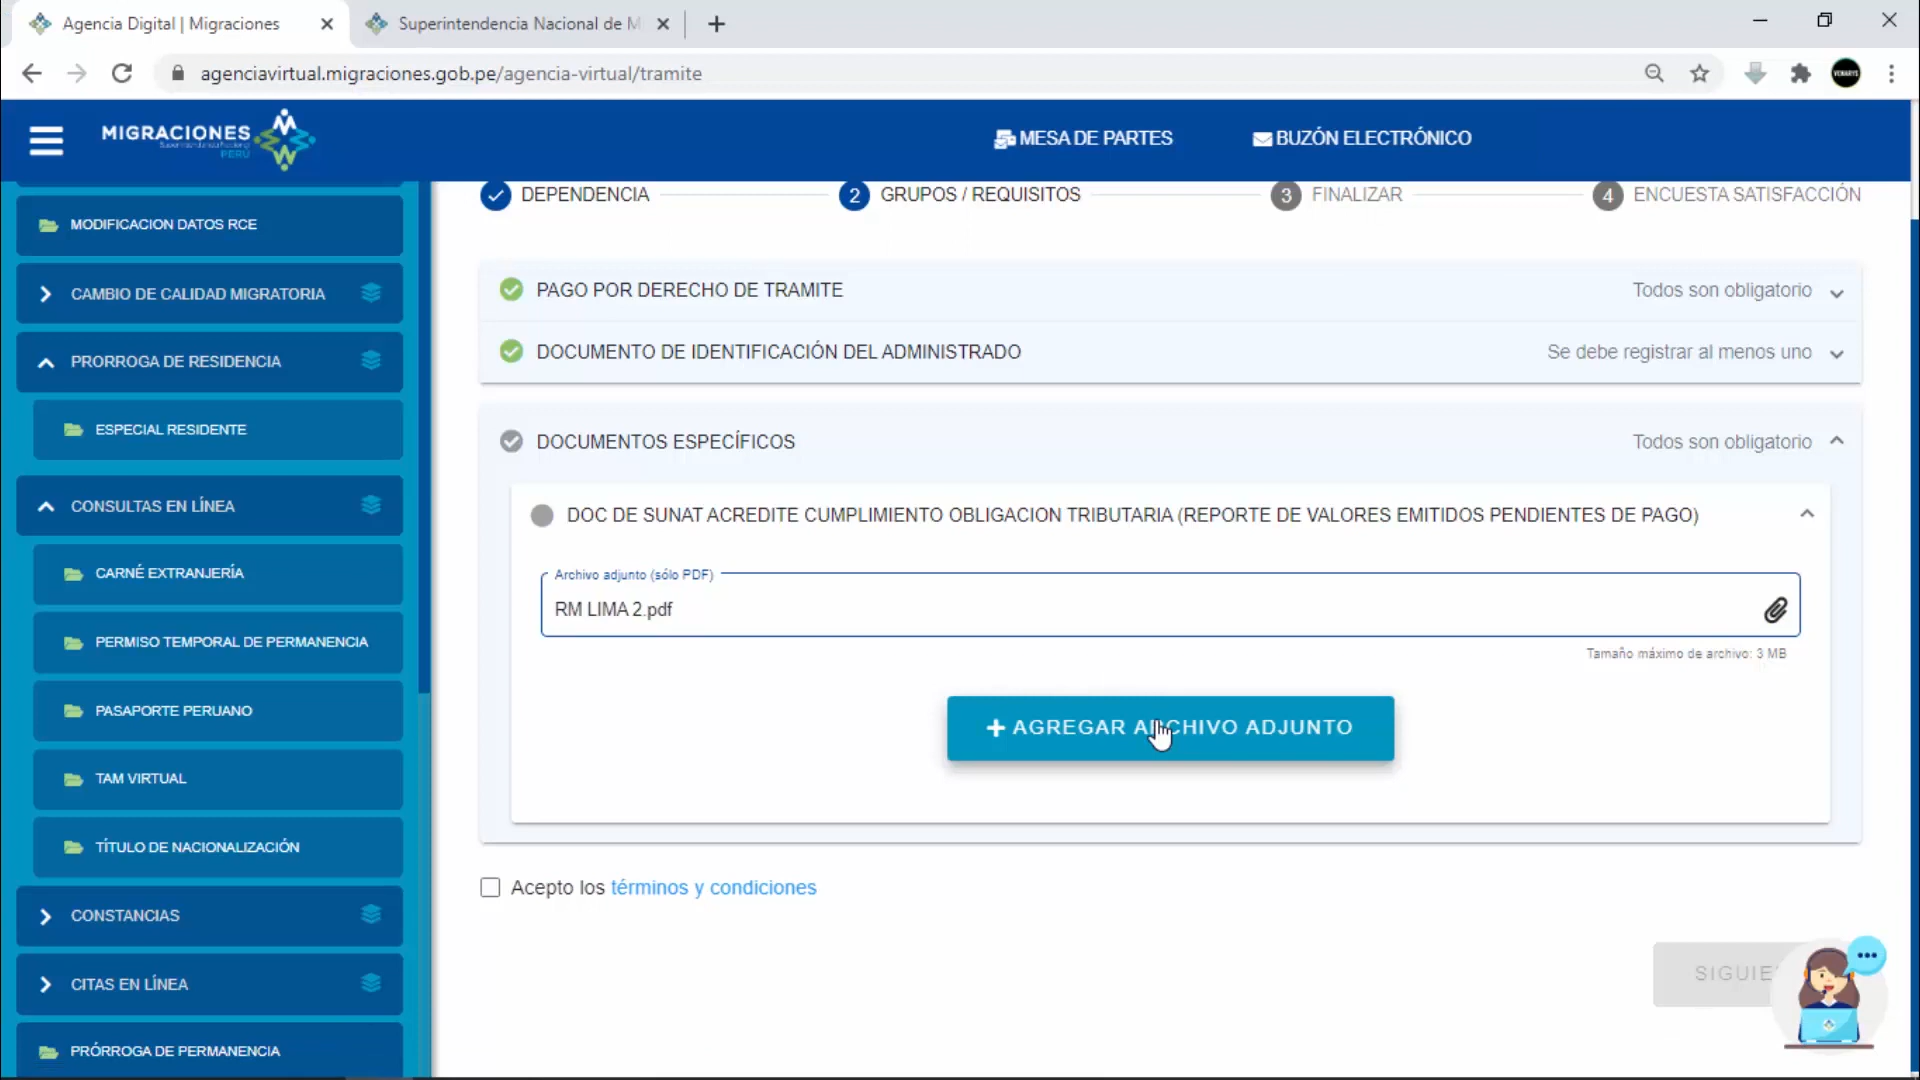 Agencia Digital | Migraciones
Superintendencia Nacional de M
agenciavirtual.migraciones.gob.pe/agencia-virtual/tramite
MIGRACIONES
Superintendencia Nacional
PERÚ
MESA DE PARTES
BUZÓN ELECTRÓNICO
MODIFICACION DATOS RCE
CAMBIO DE CALIDAD MIGRATORIA
PRORROGA DE RESIDENCIA
ESPECIAL RESIDENTE
CONSULTAS EN LÍNEA
CARNÉ EXTRANJERÍA
PERMISO TEMPORAL DE PERMANENCIA
PASAPORTE PERUANO
TAM VIRTUAL
TÍTULO DE NACIONALIZACIÓN
CONSTANCIAS
CITAS EN LÍNEA
PRÓRROGA DE PERMANENCIA
DEPENDENCIA
2 GRUPOS / REQUISITOS
3 FINALIZAR
4 ENCUESTA SATISFACCIÓN
PAGO POR DERECHO DE TRAMITE Todos son obligatorio
DOCUMENTO DE IDENTIFICACIÓN DEL ADMINISTRADO Se debe registrar al menos uno
DOCUMENTOS ESPECÍFICOS Todos son obligatorio
DOC DE SUNAT ACREDITE CUMPLIMIENTO OBLIGACION TRIBUTARIA (REPORTE DE VALORES EMITIDOS PENDIENTES DE PAGO)
Archivo adjunto (sólo PDF)
RM LIMA 2.pdf
Tamaño máximo de archivo: 3 MB
+ AGREGAR ARCHIVO ADJUNTO
Acepto los términos y condiciones
SIGUIE